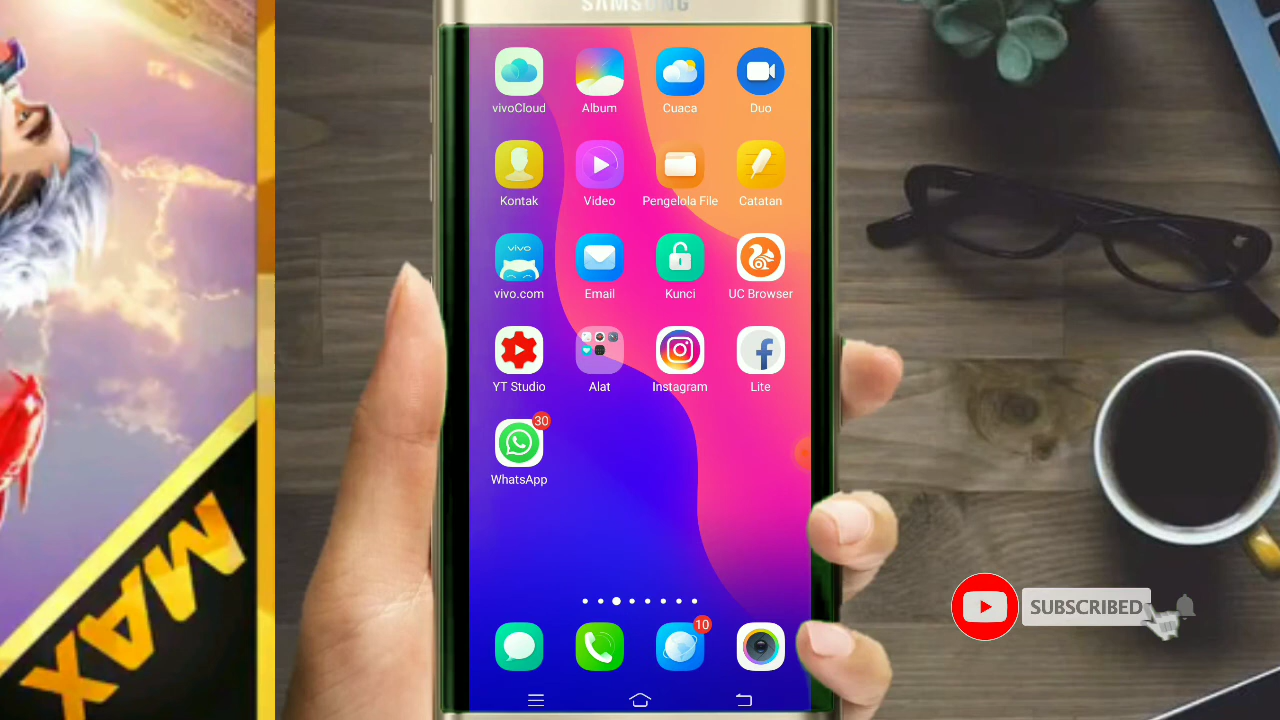 SAMSUNG
vivoCloud
Album
Cuaca
Duo
Kontak
Video
Pengelola File
Catatan
vivo
vivo.com
Email
Kunci
UC Browser
YT Studio
Alat
Instagram
Lite
30
WhatsApp
10
MAX
SUBSCRIBED